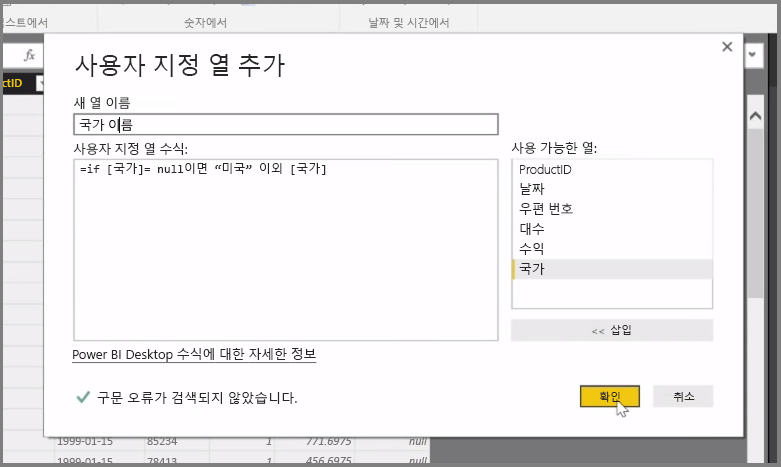 스트에서 숫자에서 날짜 및 시간에서
사용자 지정 열 추가
fx
ctID
새 열 이름
국가 이름
사용자 지정 열 수식:
사용 가능한 열:
=if [국가]= null이면 “미국” 이외 [국가]
ProductID
날짜
우편 번호
대수
수익
국가
<< 삽입
Power BI Desktop 수식에 대한 자세한 정보
구문 오류가 검색되지 않았습니다.
확인
취소
1999-01-15 85234 1 771.6975 null
1999-01-15 78413 1 456.6975 null